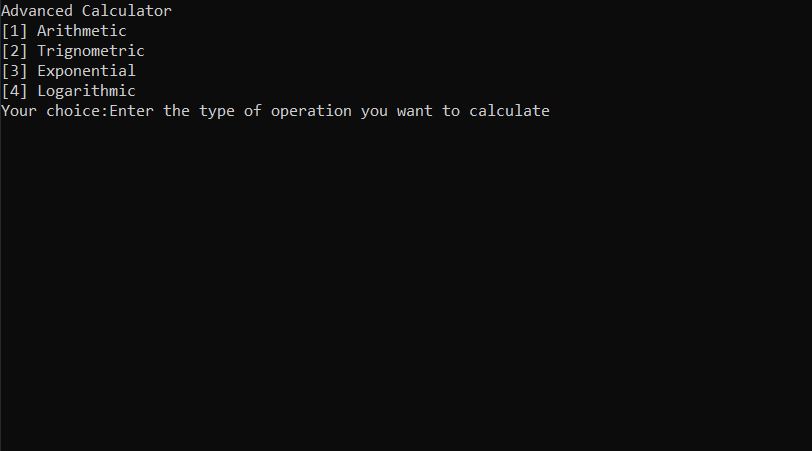 Advanced Calculator
[1] Arithmetic
[2] Trignometric
[3] Exponential
[4] Logarithmic
Your choice:Enter the type of operation you want to calculate